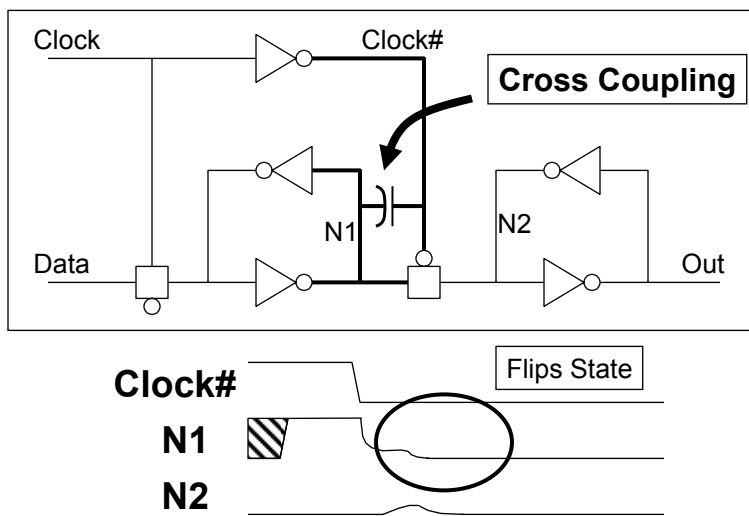 Clock
Clock#
Cross Coupling
N1
N2
Data
Out
Clock#
Flips State
N1
N2